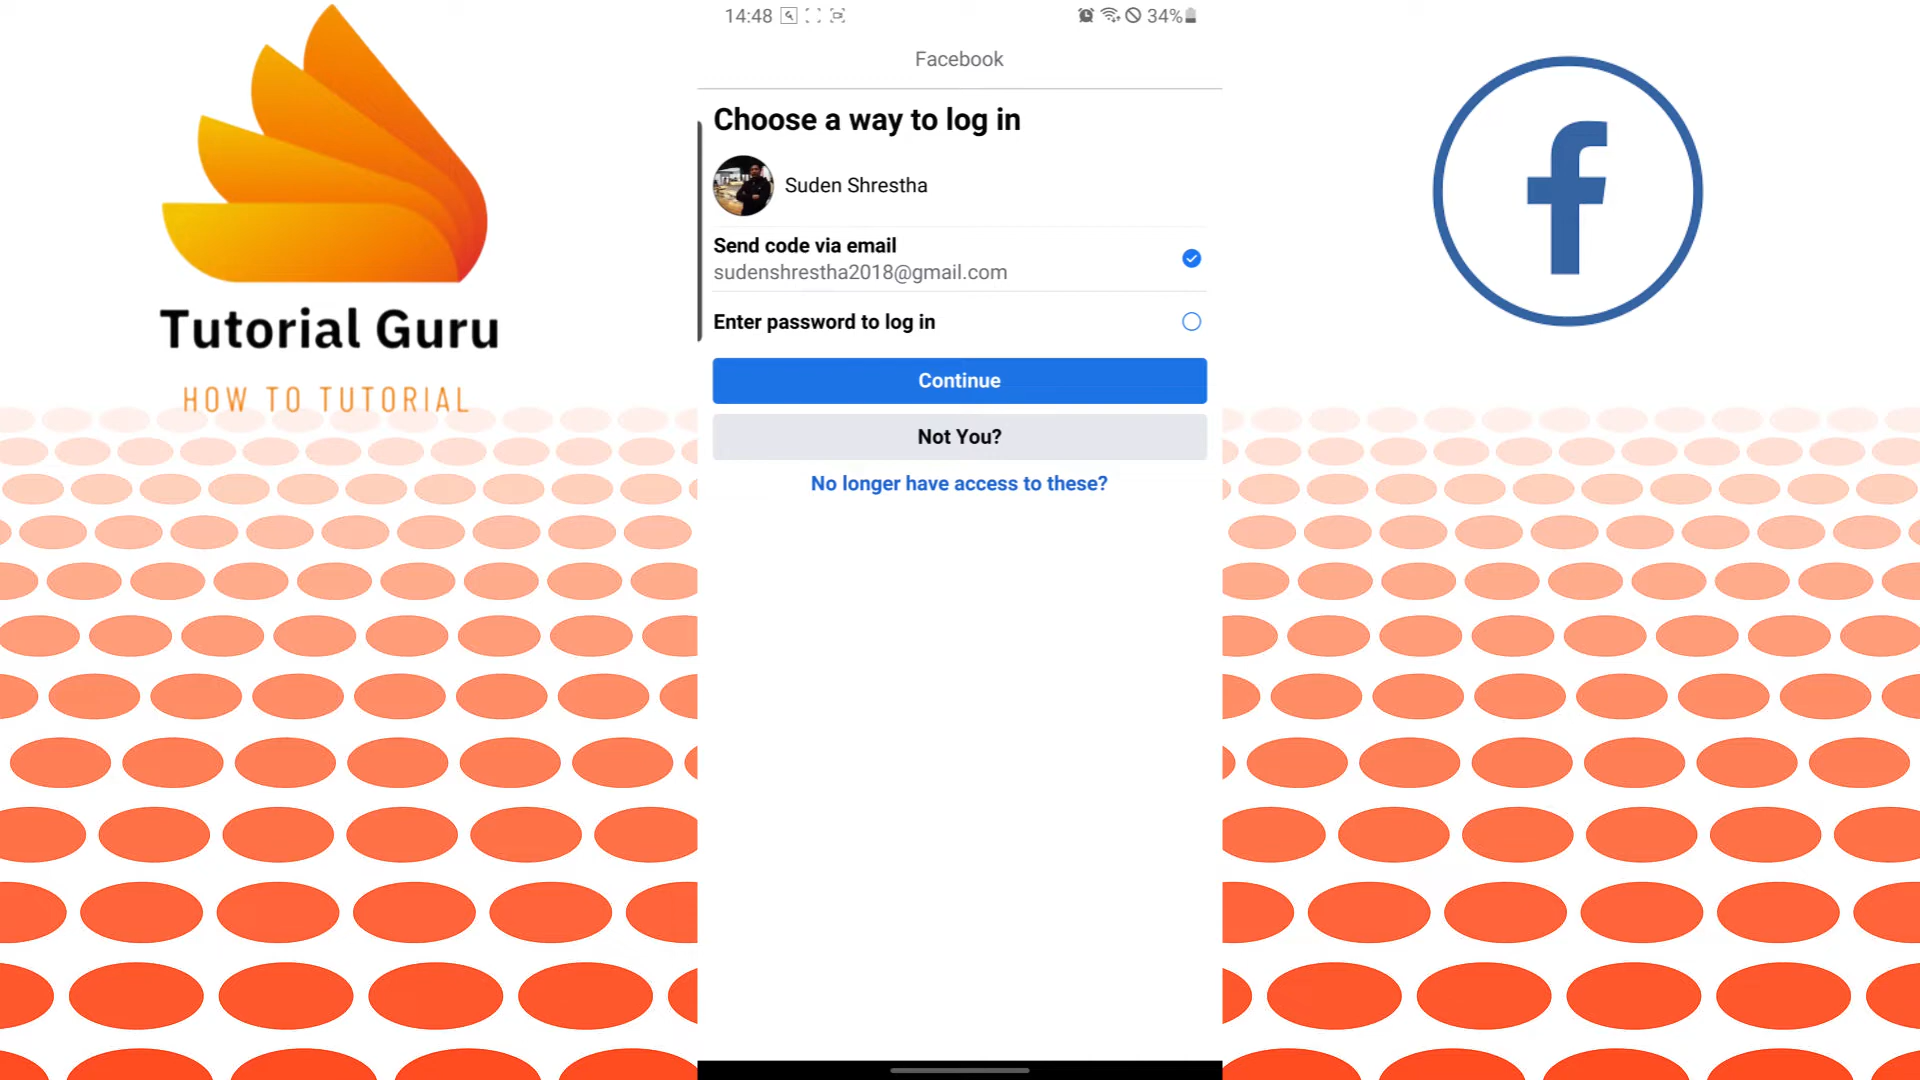 14:48
34%
Facebook
Choose a way to log in
Suden Shrestha
Send code via email
sudenshrestha2018@gmail.com
Enter password to log in
Continue
Not You?
No longer have access to these?
Tutorial Guru
HOW TO TUTORIAL
f